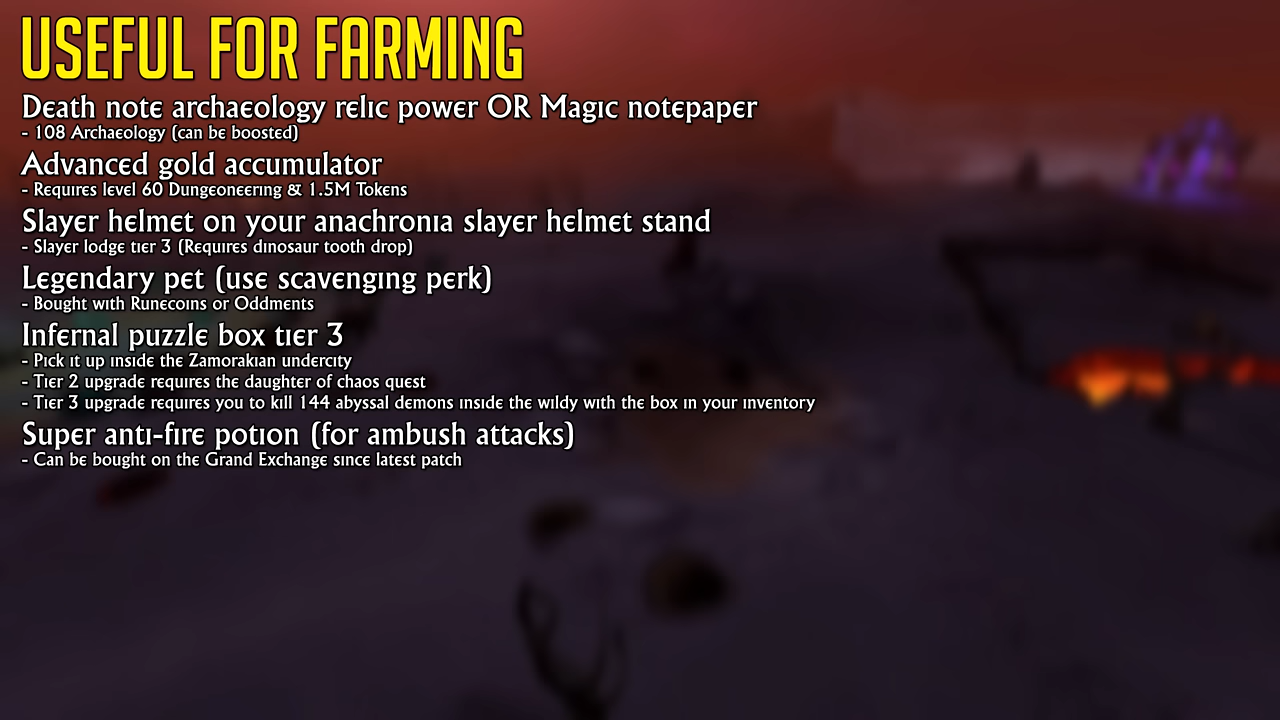 USEFUL FOR FARMING
Death note archaeology relic power OR Magic notepaper
- 108 Archaeology (can be boosted)
Advanced gold accumulator
- Requires level 60 Dungeoneering & 1.5M Tokens
Slayer helmet on your anachronia slayer helmet stand
- Slayer lodge tier 3 (Requires dinosaur tooth drop)
Legendary pet (use scavenging perk)
- Bought with Runecoins or Oddments
Infernal puzzle box tier 3
- Pick it up inside the Zamorakian undercity
- Tier 2 upgrade requires the daughter of chaos quest
- Tier 3 upgrade requires you to kill 144 abyssal demons inside the wildy with the box in your inventory
Super anti-fire potion (for ambush attacks)
- Can be bought on the Grand Exchange since latest patch